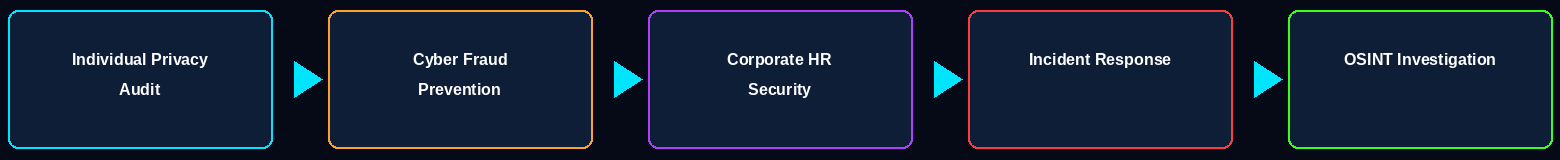 Individual Privacy
Audit
Cyber Fraud
Prevention
Corporate HR
Security
Incident Response
OSINT Investigation